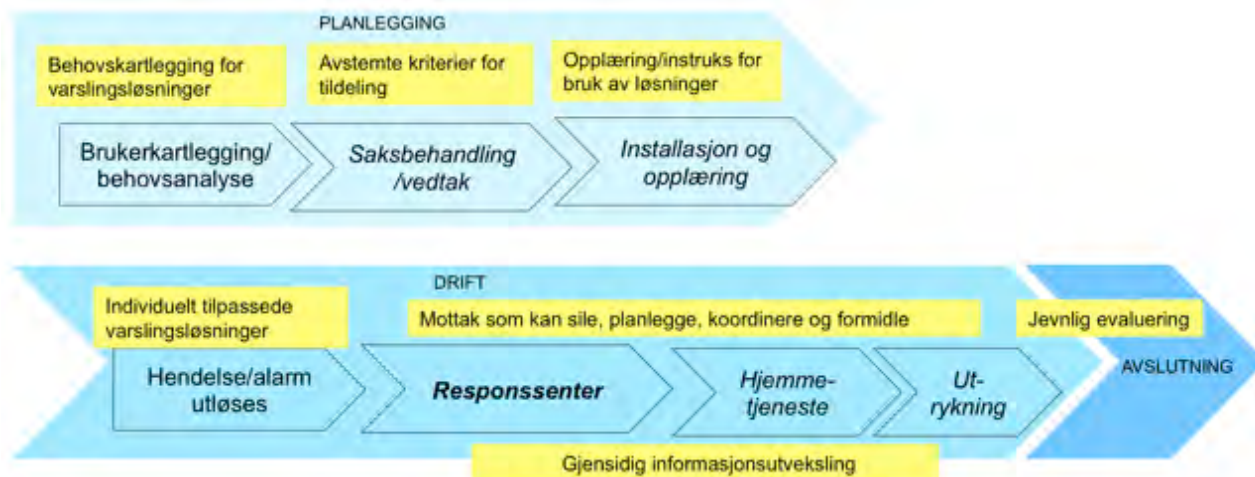 PLANLEGGING
Behovskartlegging for
varslingsløsninger
Avstemte kriterier for
tildeling
Opplæring/instruks for
bruk av løsninger
Brukerkartlegging/
behovsanalyse
Saksbehandling
/vedtak
Installasjon og
opplæring
DRIFT
Individuelt tilpassede
varslingsløsninger
Mottak som kan sile, planlegge, koordinere og formidle
Jevnlig evaluering
Hendelse/alarm
utløses
Responssenter
Hjemme-
tjeneste
Ut-
rykning
AVSLUTNING
Gjensidig informasjonsutveksling